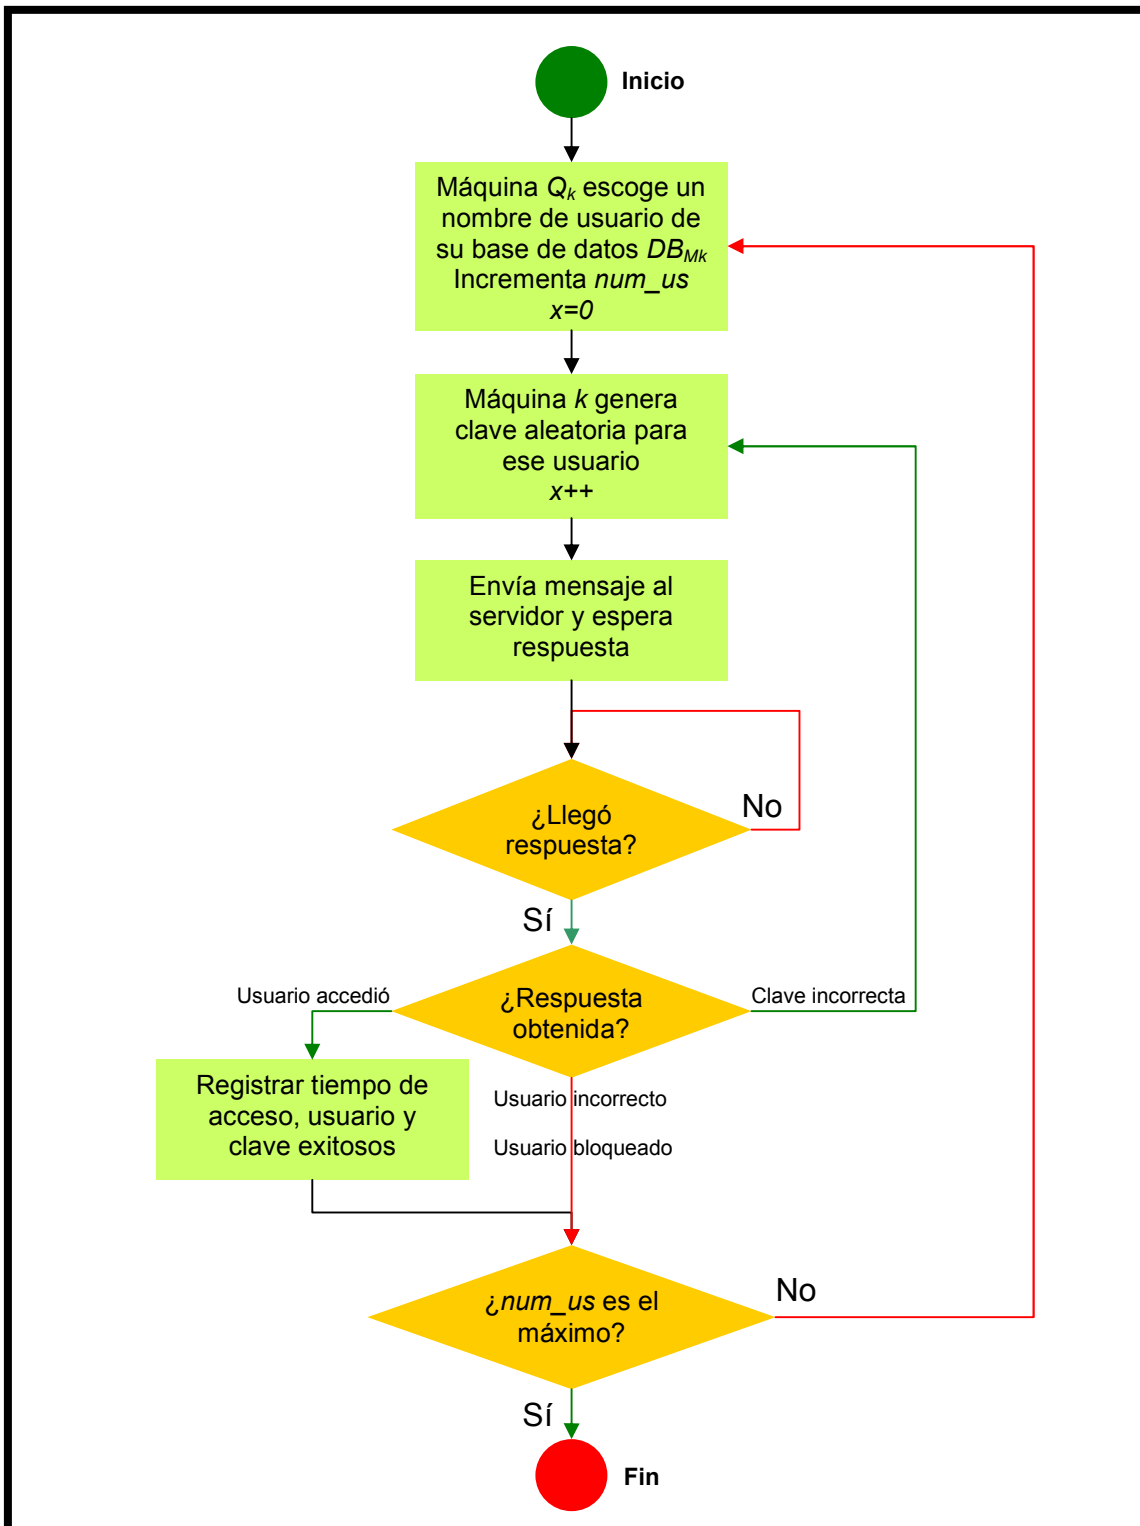 Inicio
Máquina Qk escoge un
nombre de usuario de
su base de datos DBMk
Incrementa num_us
x=0
Máquina k genera
clave aleatoria para
ese usuario
x++
Envía mensaje al
servidor y espera
respuesta
¿Llegó
respuesta?
No
Sí
Usuario accedió
¿Respuesta
obtenida?
Clave incorrecta
Registrar tiempo de
acceso, usuario y
clave exitosos
Usuario incorrecto
Usuario bloqueado
¿num_us es el
máximo?
No
Sí
Fin